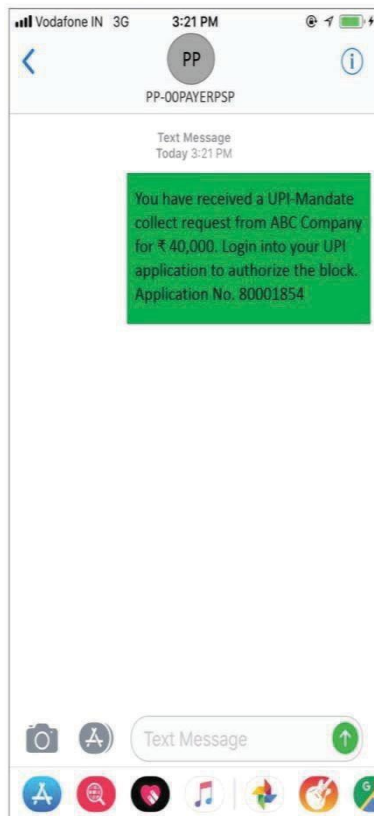 Vodafone IN 3G 3:21 PM
PP
PP-00PAYERPSP
Text Message
Today 3:21 PM
You have received a UPI-Mandate
collect request from ABC Company
for ₹ 40,000. Login into your UPI
application to authorize the block.
Application No. 80001854
Text Message